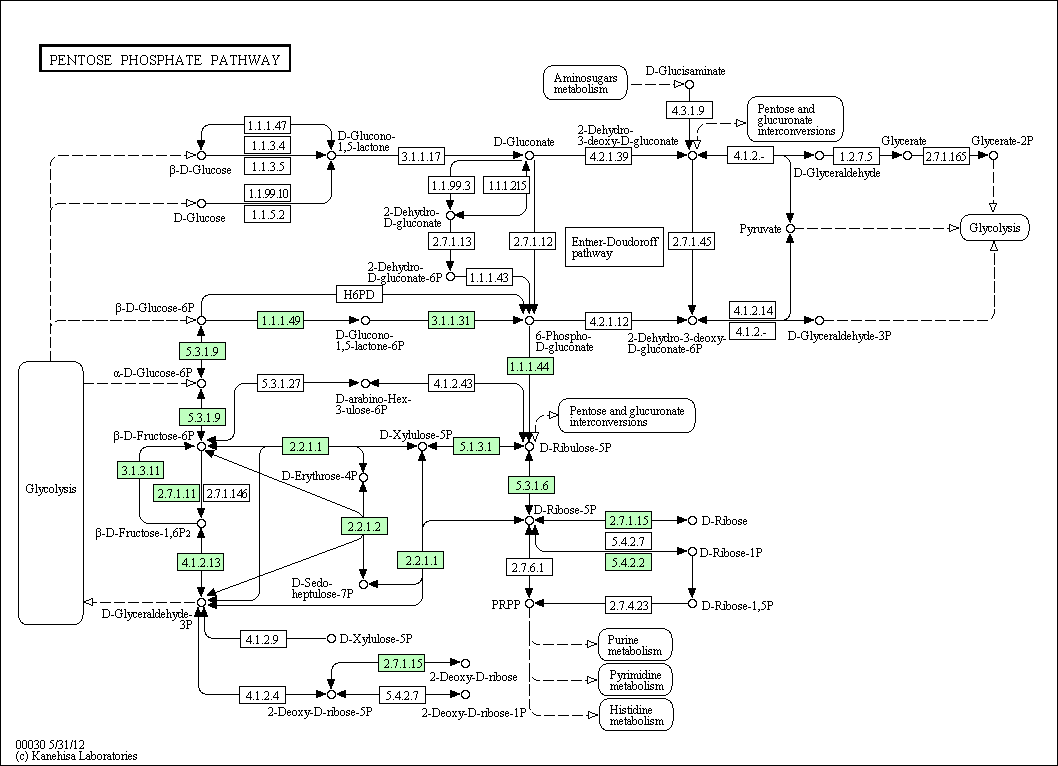 PENTOSE PHOSPHATE PATHWAY
Aminosugars
metabolism
D-Glucisaminate
4.3.1.9
Pentose and
glucuronate
interconversions
1.1.1.47
1.1.3.4
1.1.3.5
1.1.99.10
1.1.5.2
β-D-Glucose
D-Glucose
D-Glucono-
1,5-lactone
3.1.1.17
D-Gluconate
4.2.1.39
2-Dehydro-
3-deoxy-D-gluconate
4.1.2.-
D-Glyceraldehyde
1.2.7.5
Glycerate
2.7.1.165
Glycerate-2P
1.1.99.3
1.1.1.215
2-Dehydro-
D-gluconate
2.7.1.13
2.7.1.12
Entner-Doudoroff
pathway
2.7.1.45
Pyruvate
Glycolysis
2-Dehydro-
D-gluconate-6P
1.1.1.43
H6PD
β-D-Glucose-6P
1.1.1.49
D-Glucono-
1,5-lactone-6P
3.1.1.31
6-Phospho-
D-gluconate
4.2.1.12
2-Dehydro-3-deoxy-
D-gluconate-6P
4.1.2.14
4.1.2.-
D-Glyceraldehyde-3P
5.3.1.9
1.1.1.44
α-D-Glucose-6P
5.3.1.27
D-arabino-Hex-
3-ulose-6P
4.1.2.43
5.3.1.9
Pentose and glucuronate
interconversions
β-D-Fructose-6P
2.2.1.1
D-Xylulose-5P
5.1.3.1
D-Ribulose-5P
3.1.3.11
D-Erythrose-4P
5.3.1.6
2.7.1.11
2.7.1.146
Glycolysis
D-Ribose-5P
2.7.1.15
D-Ribose
β-D-Fructose-1,6P2
2.2.1.2
5.4.2.7
D-Ribose-1P
4.1.2.13
2.2.1.1
2.7.6.1
5.4.2.2
D-Sedo-
heptulose-7P
D-Glyceraldehyde-
3P
PRPP
2.7.4.23
D-Ribose-1,5P
4.1.2.9
D-Xylulose-5P
Purine
metabolism
2.7.1.15
2-Deoxy-D-ribose
Pyrimidine
metabolism
4.1.2.4
2-Deoxy-D-ribose-5P
5.4.2.7
2-Deoxy-D-ribose-1P
Histidine
metabolism
00030 5/31/12
(c) Kanehisa Laboratories